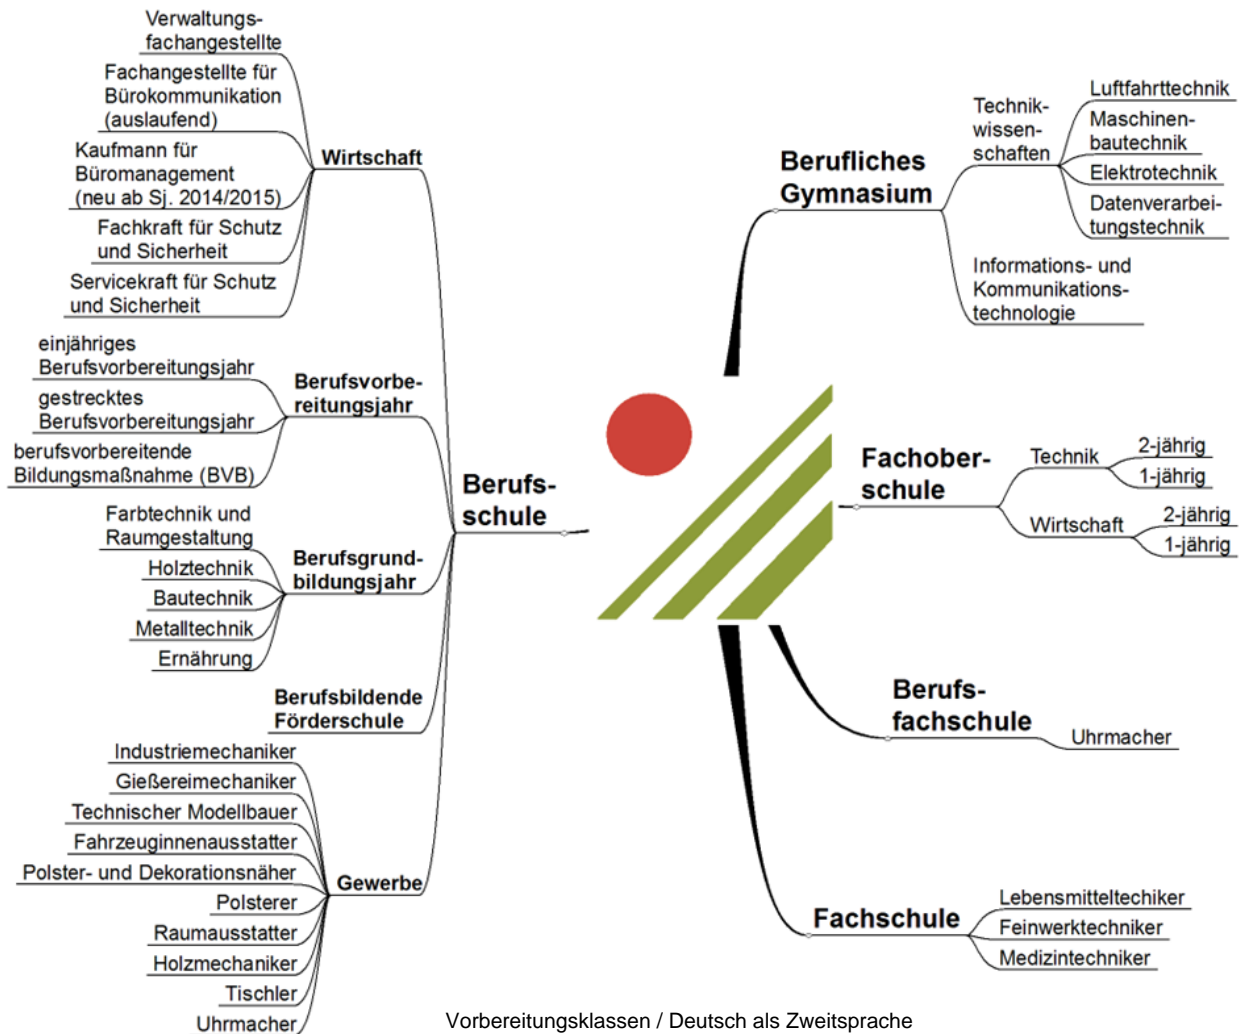 Verwaltungs-
fachangestellte
Fachangestellte für
Bürokommunikation
(auslaufend)
Kaufmann für
Büromanagement
(neu ab Sj. 2014/2015)
Fachkraft für Schutz
und Sicherheit
Servicekraft für Schutz
und Sicherheit
Wirtschaft
einjähriges
Berufsvorbereitungsjahr
gestrecktes
Berufsvorbereitungsjahr
berufsvorbereitende
Bildungsmaßnahme (BVB)
Berufsvorbe-
reitungsjahr
Farbtechnik und
Raumgestaltung
Holztechnik
Bautechnik
Metalltechnik
Ernährung
Berufsgrund-
bildungsjahr
Berufsbildende
Förderschule
Industriemechaniker
Gießereimechaniker
Technischer Modellbauer
Fahrzeuginnenausstatter
Polster- und Dekorationsnäher
Polsterer
Raumausstatter
Holzmechaniker
Tischler
Uhrmacher
Gewerbe
Berufs-
schule
Berufliches
Gymnasium
Technik-
wissen-
schaften
Luftfahrttechnik
Maschinen-
bautechnik
Elektrotechnik
Datenverarbei-
tungstechnik
Informations- und
Kommunikations-
technologie
Fachober-
schule
Technik
2-jährig
1-jährig
Wirtschaft
2-jährig
1-jährig
Berufs-
fachschule
Uhrmacher
Fachschule
Lebensmitteltechiker
Feinwerktechniker
Medizintechniker
Vorbereitungsklassen / Deutsch als Zweitsprache